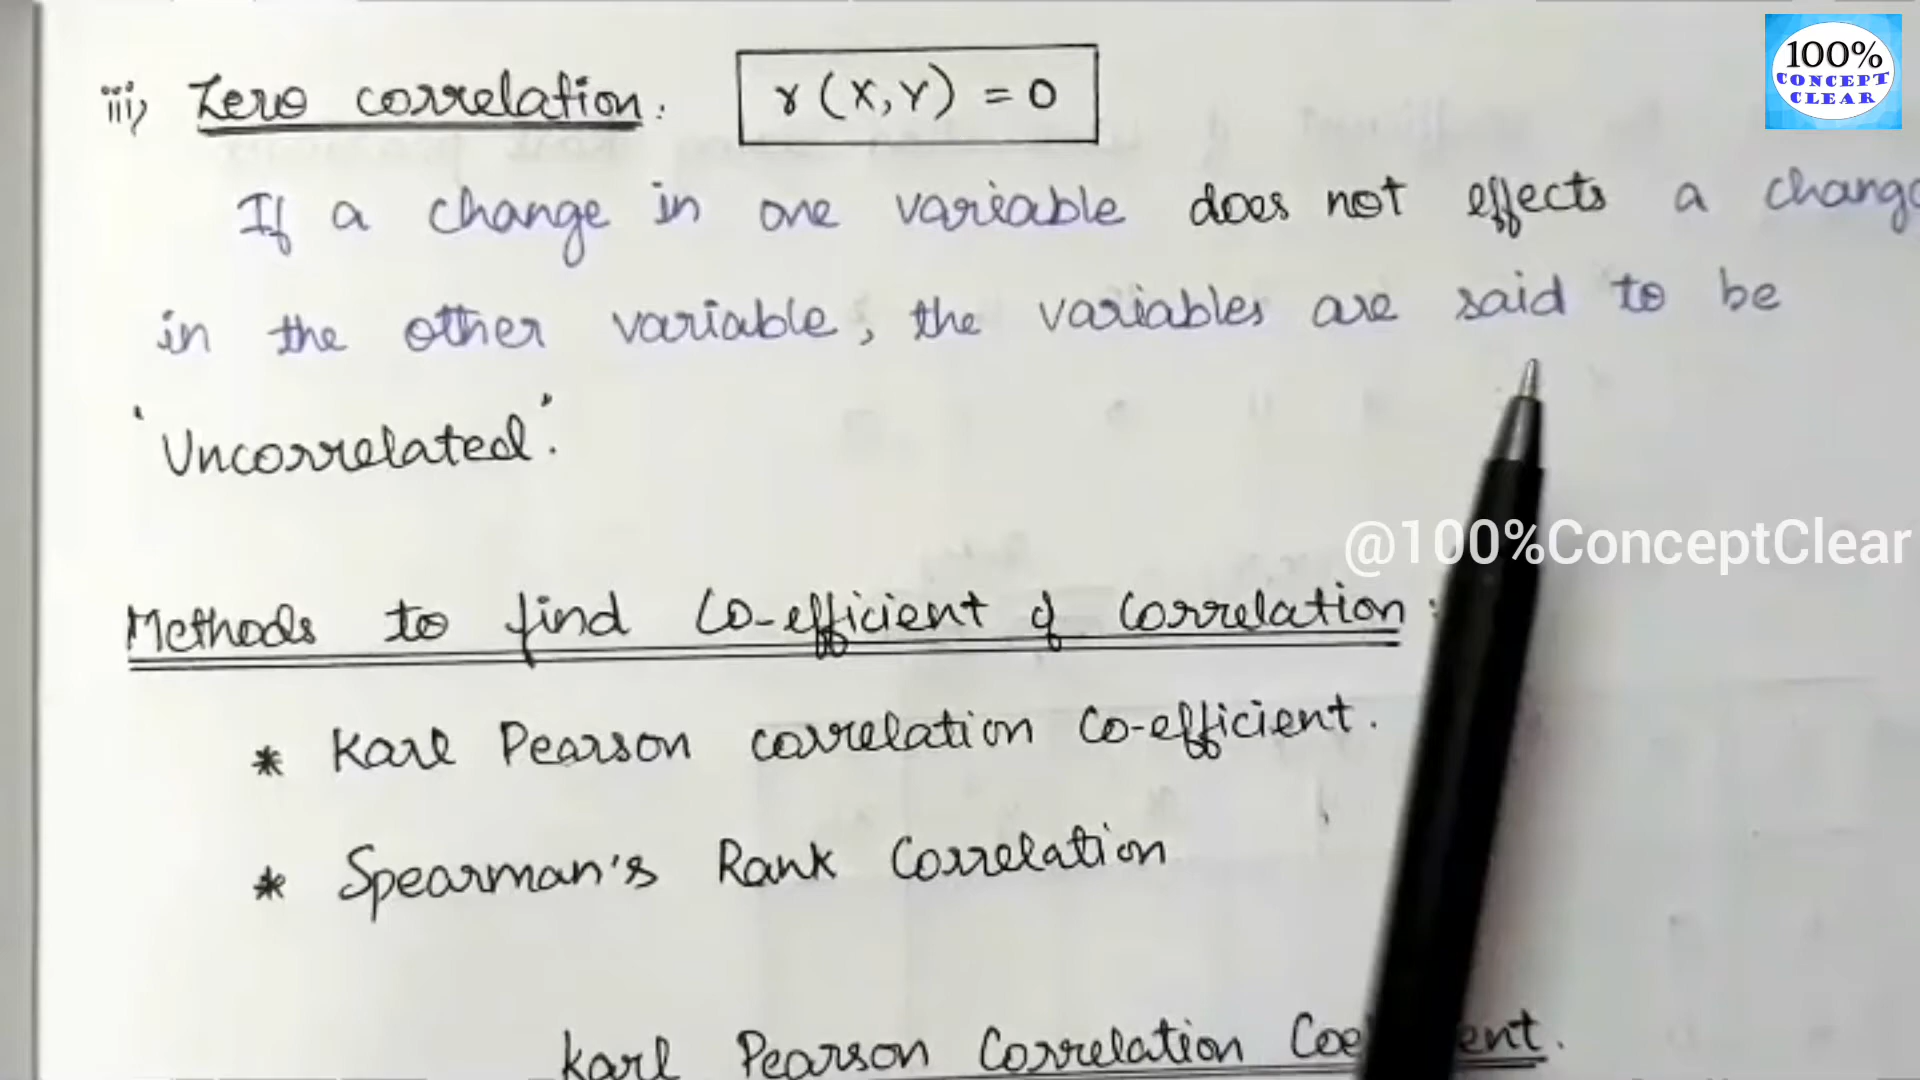 iii) Zero correlation: r(X,Y) = 0
100%
CONCEPT
CLEAR
If a change in one variable does not effects a change
in the other variable, the variables are said to be
'Uncorrelated'.
@100%ConceptClear
Methods to find Co-efficient of Correlation:
* Karl Pearson correlation Co-efficient.
* Spearman's Rank Correlation
Karl Pearson Correlation